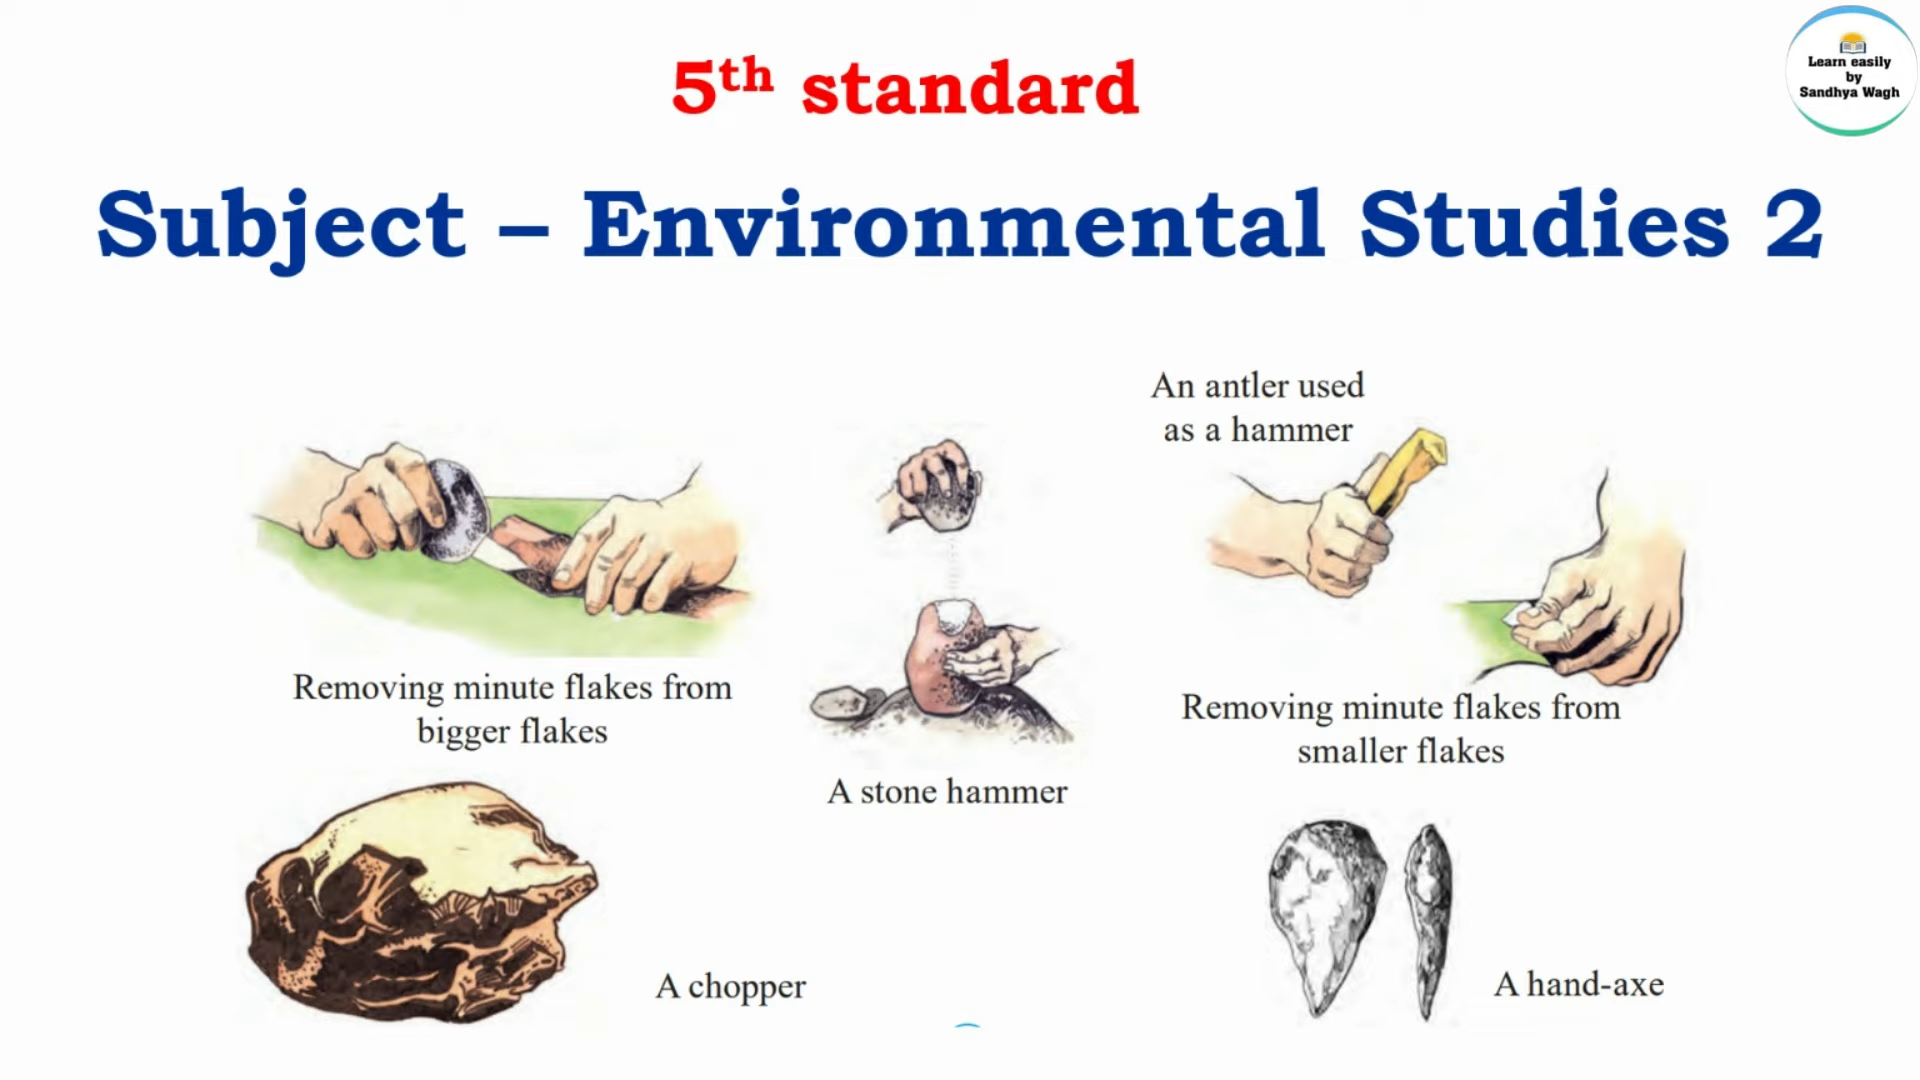 5th standard
Learn easily
by
Sandhya Wagh
Subject – Environmental Studies 2
An antler used
as a hammer
Removing minute flakes from
bigger flakes
A stone hammer
Removing minute flakes from
smaller flakes
A chopper
A hand-axe